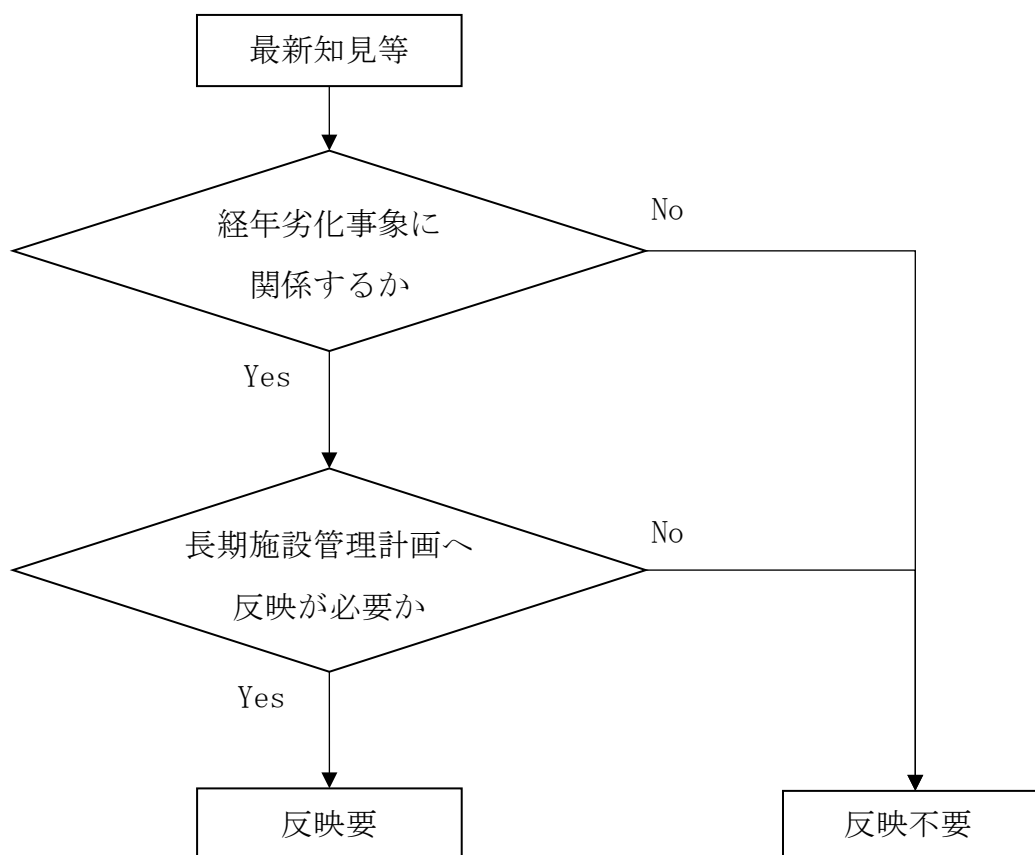 最新知見等
経年劣化事象に
関係するか
No
Yes
長期施設管理計画へ
反映が必要か
No
Yes
反映要
反映不要